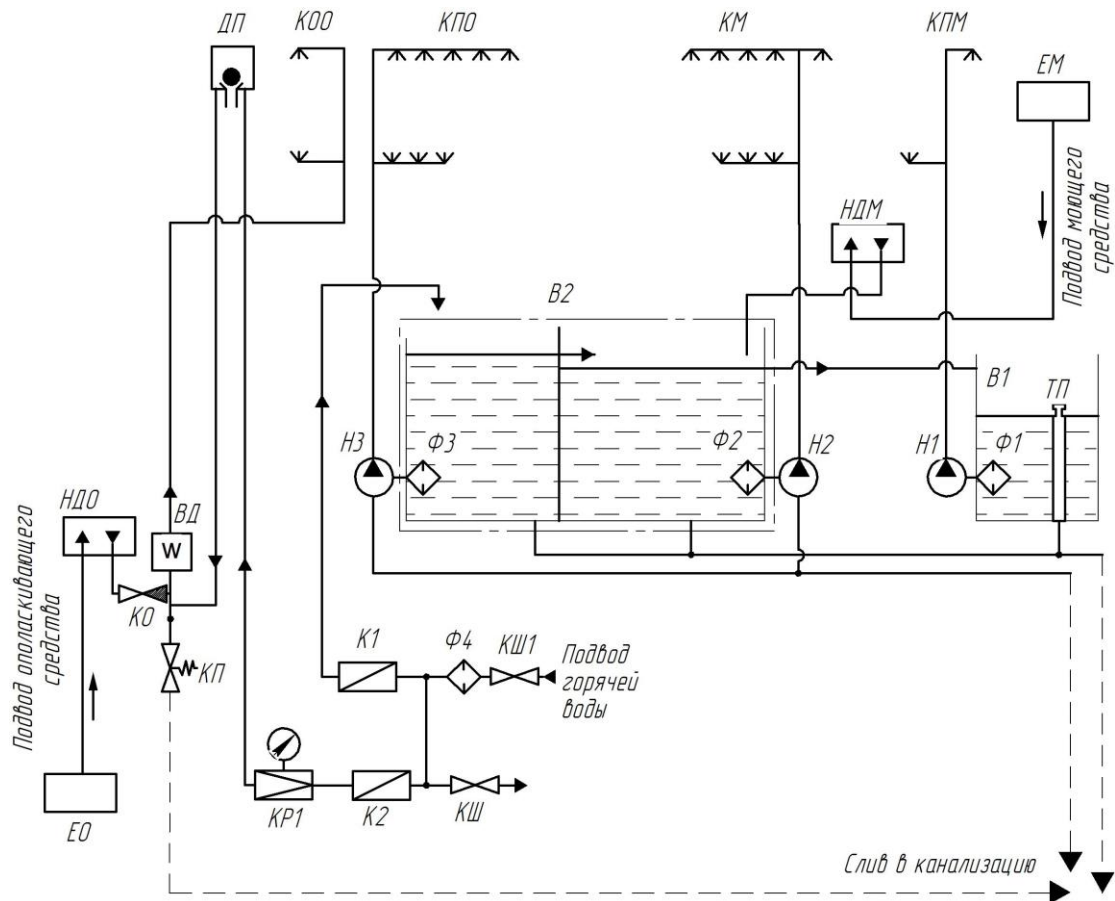 ДП
КОО
КПО
КМ
КПМ
ЕМ
НДМ
Подвод моющего
средства
В2
В1
ТП
Н3
Ф3
Ф2
Н2
Н1
Ф1
НДО
ВД
W
КО
КП
Подвод ополаскивающего
средства
К1
Ф4
КШ1
Подвод
горячей
воды
КР1
К2
КШ
ЕО
Слив в канализацию